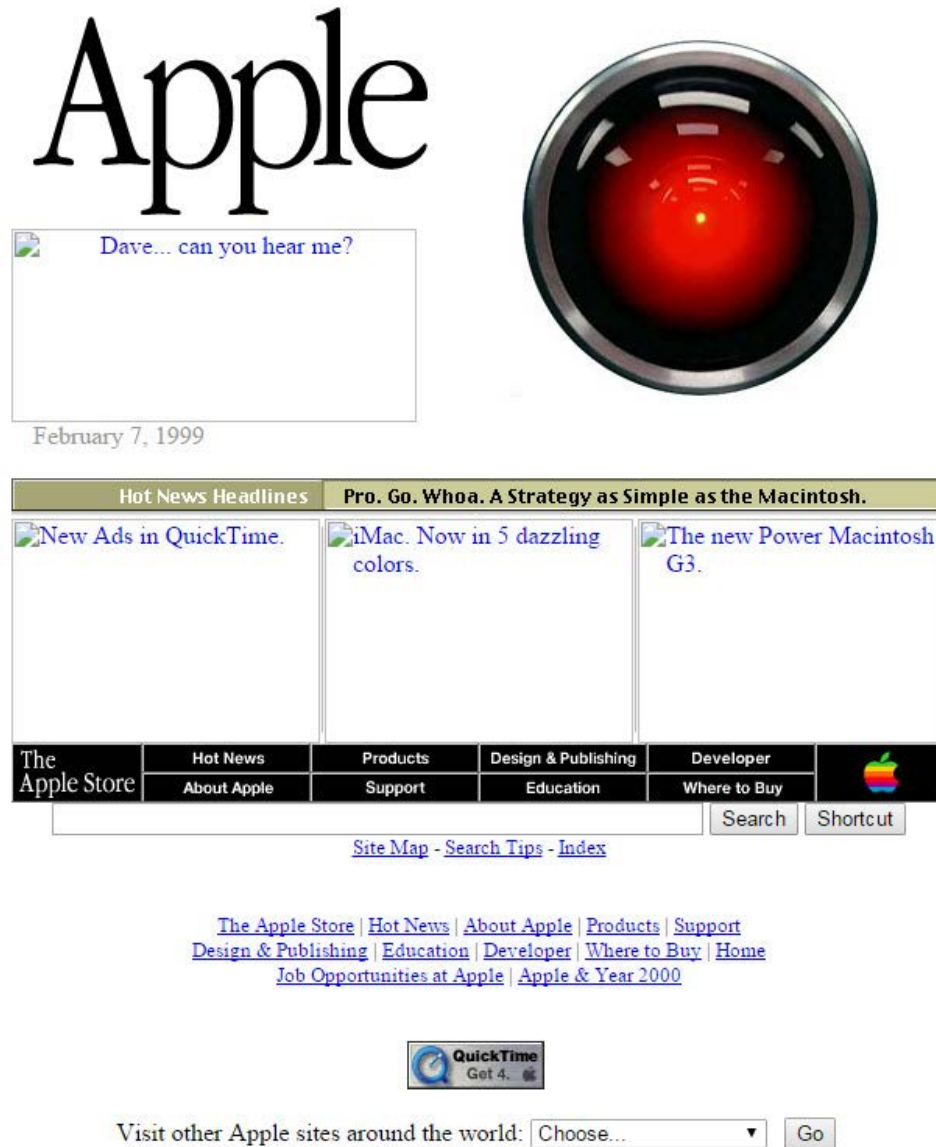 Apple
Dave... can you hear me?
February 7, 1999
Hot News Headlines Pro. Go. Whoa. A Strategy as Simple as the Macintosh.
New Ads in QuickTime. iMac. Now in 5 dazzling The new Power Macintosh
colors. G3.
The Hot News Products Design & Publishing Developer
Apple Store About Apple Support Education Where to Buy
Search Shortcut
Site Map - Search Tips - Index
The Apple Store | Hot News | About Apple | Products | Support
Design & Publishing | Education | Developer | Where to Buy | Home
Job Opportunities at Apple | Apple & Year 2000
QuickTime
Get 4.
Visit other Apple sites around the world: Choose... Go